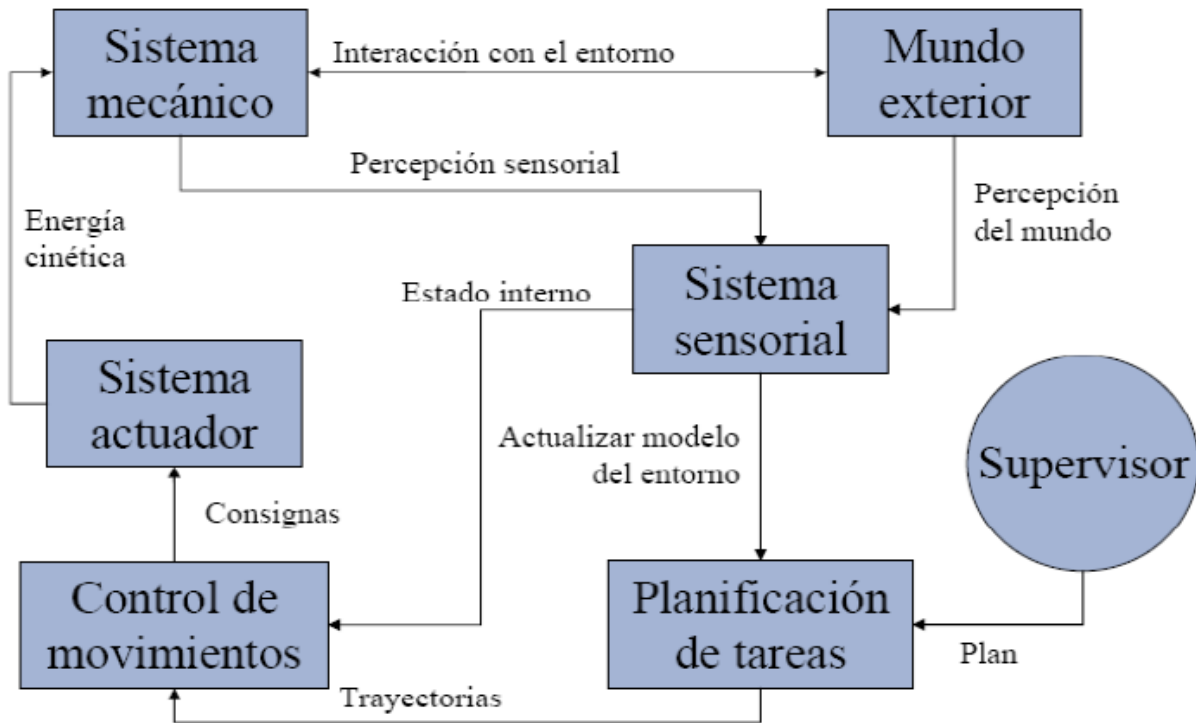 Sistema
mecánico
Interacción con el entorno
Mundo
exterior
Percepción sensorial
Percepción
del mundo
Energía
cinética
Estado interno
Sistema
sensorial
Sistema
actuador
Actualizar modelo
del entorno
Supervisor
Consignas
Control de
movimientos
Planificación
de tareas
Plan
Trayectorias